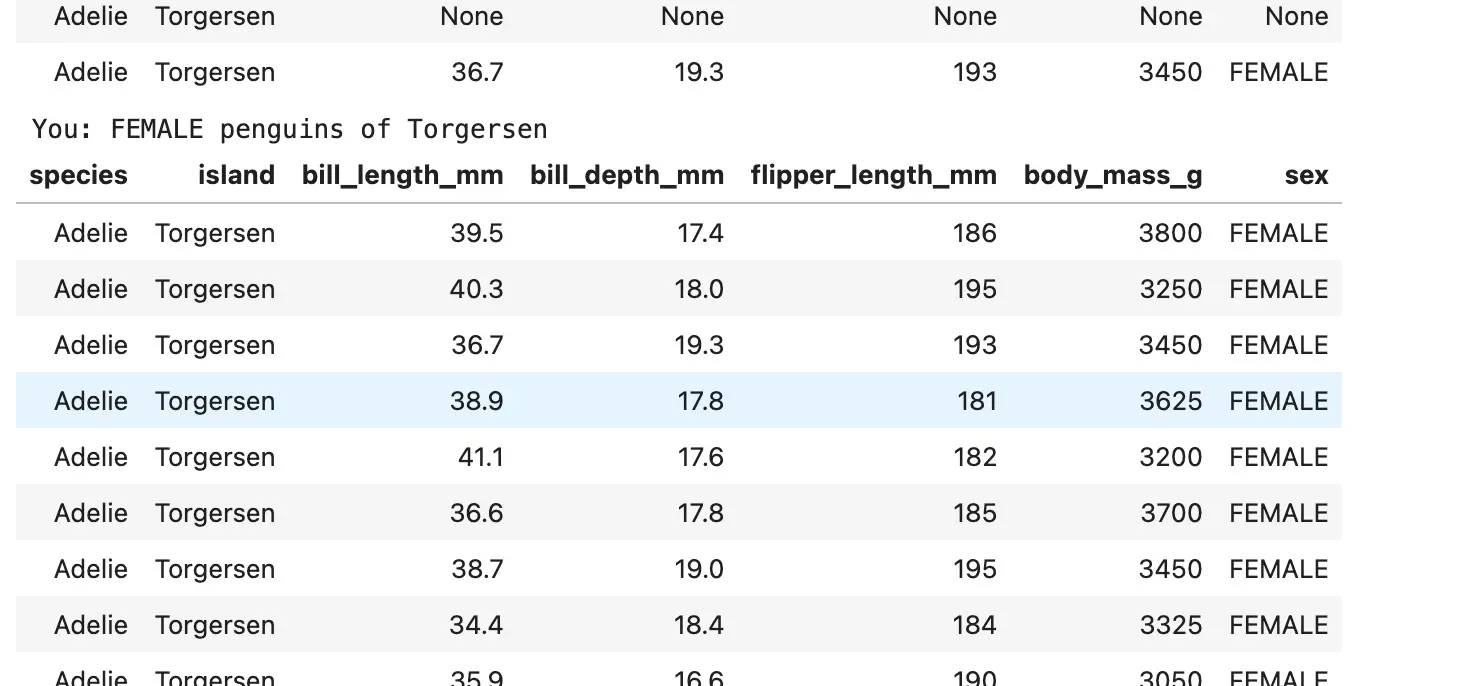 Adelie Torgersen None None None None None
Adelie Torgersen 36.7 19.3 193 3450 FEMALE
You: FEMALE penguins of Torgersen
species island bill_length_mm bill_depth_mm flipper_length_mm body_mass_g sex
Adelie Torgersen 39.5 17.4 186 3800 FEMALE
Adelie Torgersen 40.3 18.0 195 3250 FEMALE
Adelie Torgersen 36.7 19.3 193 3450 FEMALE
Adelie Torgersen 38.9 17.8 181 3625 FEMALE
Adelie Torgersen 41.1 17.6 182 3200 FEMALE
Adelie Torgersen 36.6 17.8 185 3700 FEMALE
Adelie Torgersen 38.7 19.0 195 3450 FEMALE
Adelie Torgersen 34.4 18.4 184 3325 FEMALE
Adelie Torgersen 35.9 16.6 190 3050 FEMALE